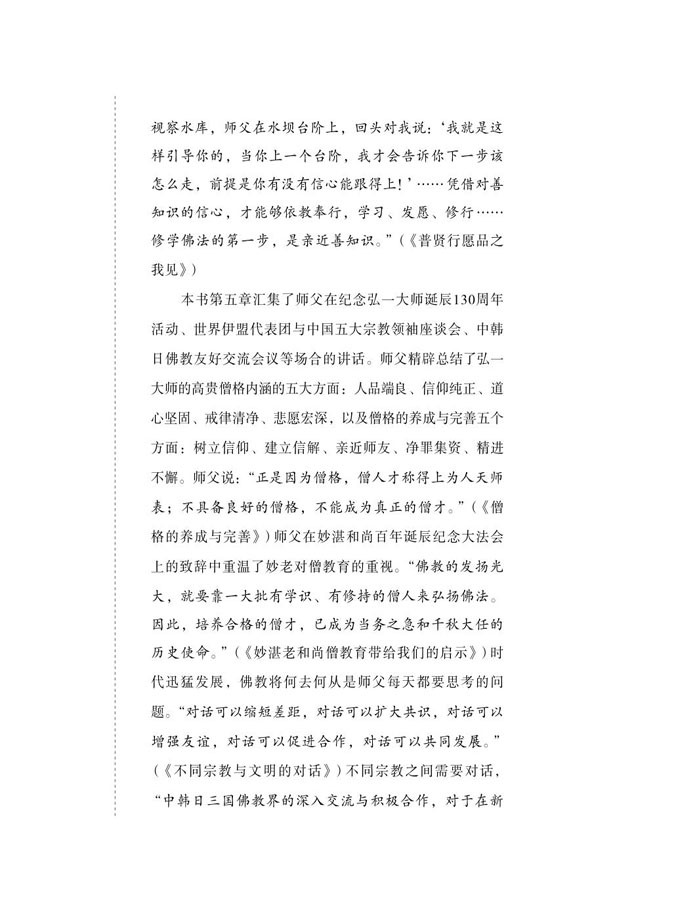 视察水库，师父在水坝台阶上，回头对我说：‘我就是这
样引导你的，当你上一个台阶，我才会告诉你下一步该
怎么走，前提是你有没有信心能跟得上！’……凭借对善
知识的信心，才能够依教奉行，学习、发愿、修行……
修学佛法的第一步，是亲近善知识。”(《普贤行愿品之
我见》)
本书第五章汇集了师父在纪念弘一大师诞辰130周年
活动、世界伊盟代表团与中国五大宗教领袖座谈会、中韩
日佛教友好交流会议等场合的讲话。师父精辟总结了弘一
大师的高贵僧格内涵的五大方面：人品端良、信仰纯正、道
心坚固、戒律清净、悲愿宏深，以及僧格的养成与完善五个
方面：树立信仰、建立信解、亲近师友、净罪集资、精进
不懈。师父说：“正是因为僧格，僧人才称得上为人天师
表；不具备良好的僧格，不能成为真正的僧才。”(《僧
格的养成与完善》)师父在妙湛和尚百年诞辰纪念大法会
上的致辞中重温了妙老对僧教育的重视。“佛教的发扬光
大，就要靠一大批有学识、有修持的僧人来弘扬佛法。
因此，培养合格的僧才，已成为当务之急和千秋大任的
历史使命。”(《妙湛老和尚僧教育带给我们的启示》)时
代迅猛发展，佛教将何去何从是师父每天都要思考的问
题。“对话可以缩短差距，对话可以扩大共识，对话可以
增强友谊，对话可以促进合作，对话可以共同发展。”
(《不同宗教与文明的对话》)不同宗教之间需要对话，
“中韩日三国佛教界的深入交流与积极合作，对于在新